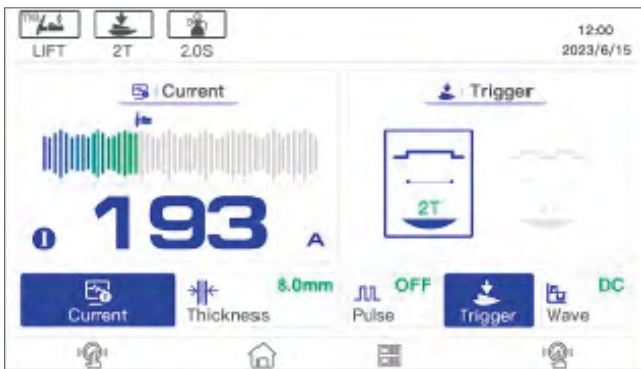 TIG
LIFT
2T
2.0S
12:00
2023/6/15
Current
Trigger
193 A
2T
Current
Thickness 8.0mm
Pulse OFF
Trigger
Wave DC